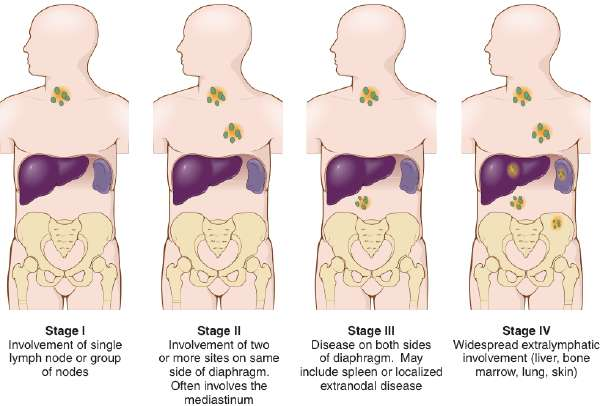 Stage I
Involvement of single
lymph node or group
of nodes
Stage II
Involvement of two
or more sites on same
side of diaphragm.
Often involves the
mediastinum
Stage III
Disease on both sides
of diaphragm. May
include spleen or localized
extranodal disease
Stage IV
Widespread extralymphatic
involvement (liver, bone
marrow, lung, skin)